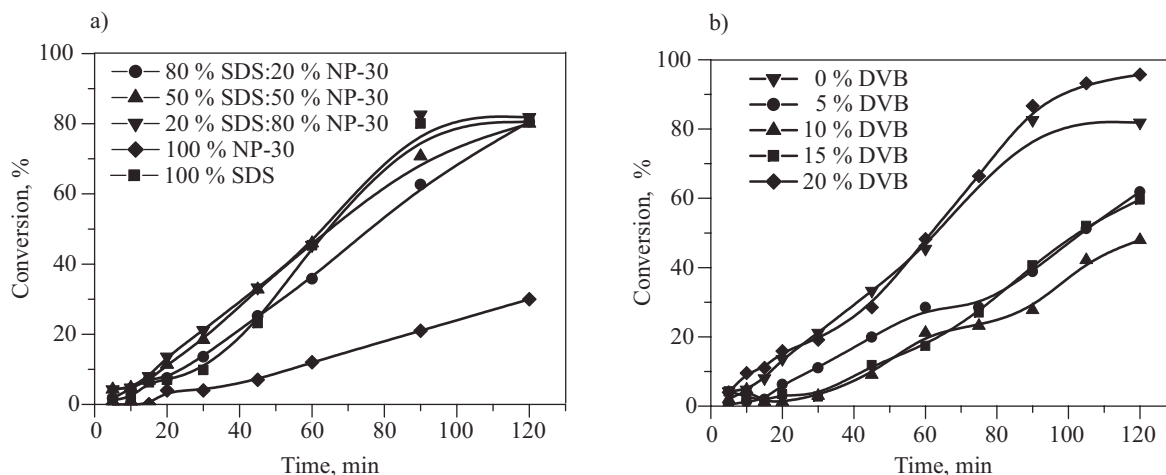 a)
100
80
60
40
20
0
Conversion, %
80 % SDS:20 % NP-30
50 % SDS:50 % NP-30
20 % SDS:80 % NP-30
100 % NP-30
100 % SDS
0 20 40 60 80 100 120
Time, min
b)
100
80
60
40
20
0
Conversion, %
0 % DVB
5 % DVB
10 % DVB
15 % DVB
20 % DVB
0 20 40 60 80 100 120
Time, min